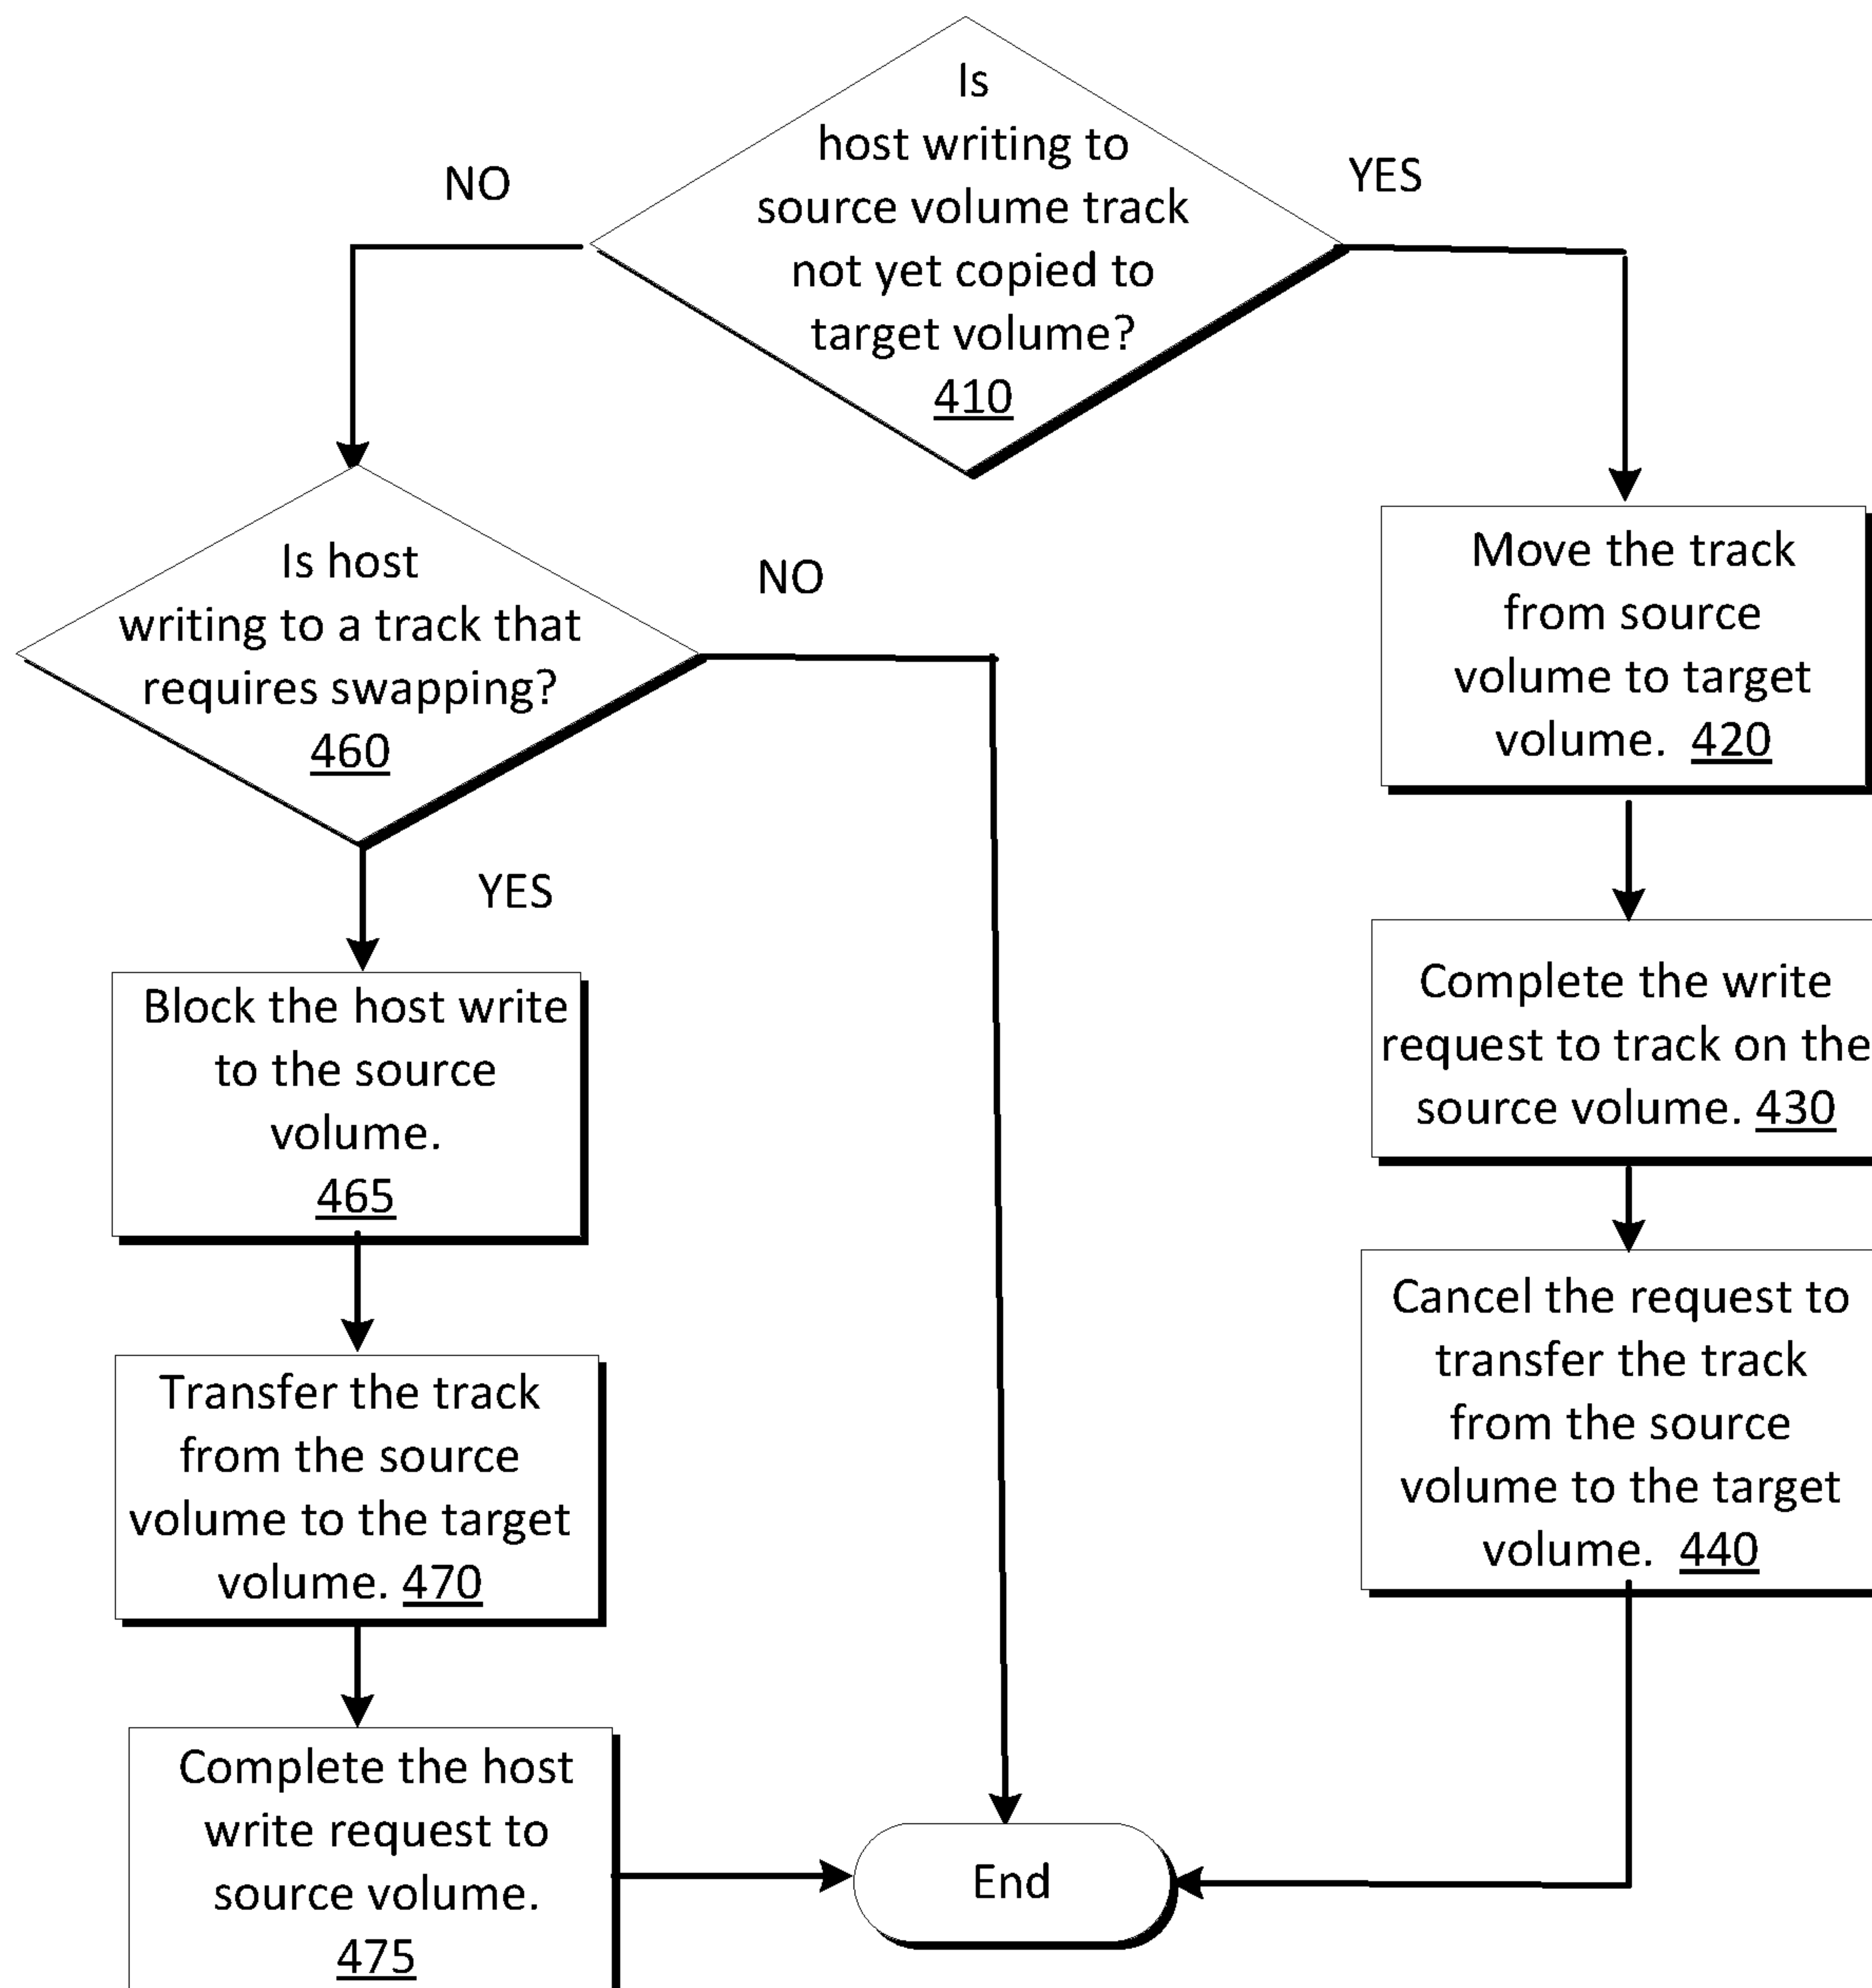 Is
host writing to
source volume track
not yet copied to
target volume?
410
NO
YES
Is host
writing to a track that
requires swapping?
460
NO
YES
Move the track
from source
volume to target
volume. 420
Complete the write
request to track on the
source volume. 430
Cancel the request to
transfer the track
from the source
volume to the target
volume. 440
Block the host write
to the source
volume.
465
Transfer the track
from the source
volume to the target
volume. 470
Complete the host
write request to
source volume.
475
End